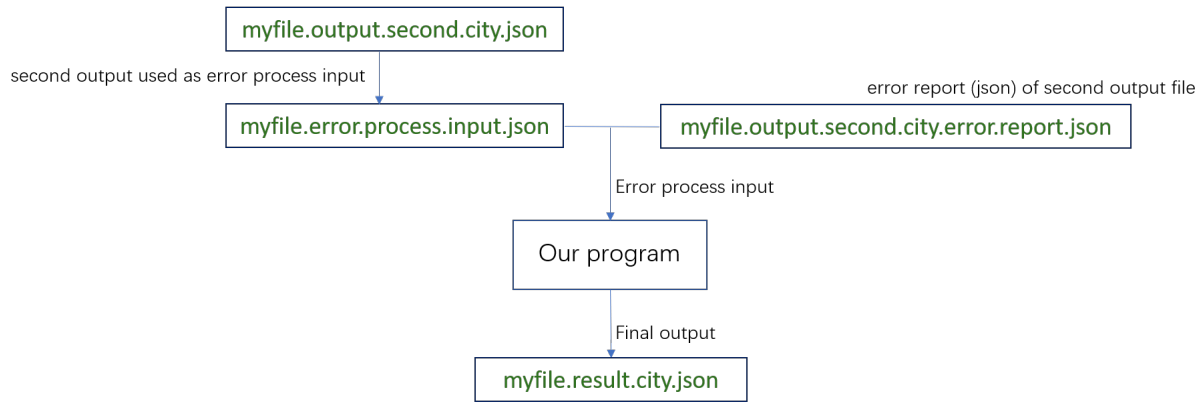 myfile.output.second.city.json
second output used as error process input
error report (json) of second output file
myfile.error.process.input.json
myfile.output.second.city.error.report.json
Error process input
Our program
Final output
myfile.result.city.json